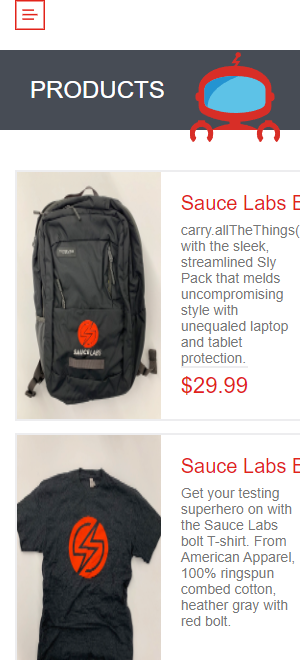 PRODUCTS
Sauce Labs B
carry.allTheThings(
with the sleek,
streamlined Sly
Pack that melds
uncompromising
style with
unequaled laptop
and tablet
protection.
$29.99
SAUCELABS
Sauce Labs B
Get your testing
superhero on with
the Sauce Labs
bolt T-shirt. From
American Apparel,
100% ringspun
combed cotton,
heather gray with
red bolt.